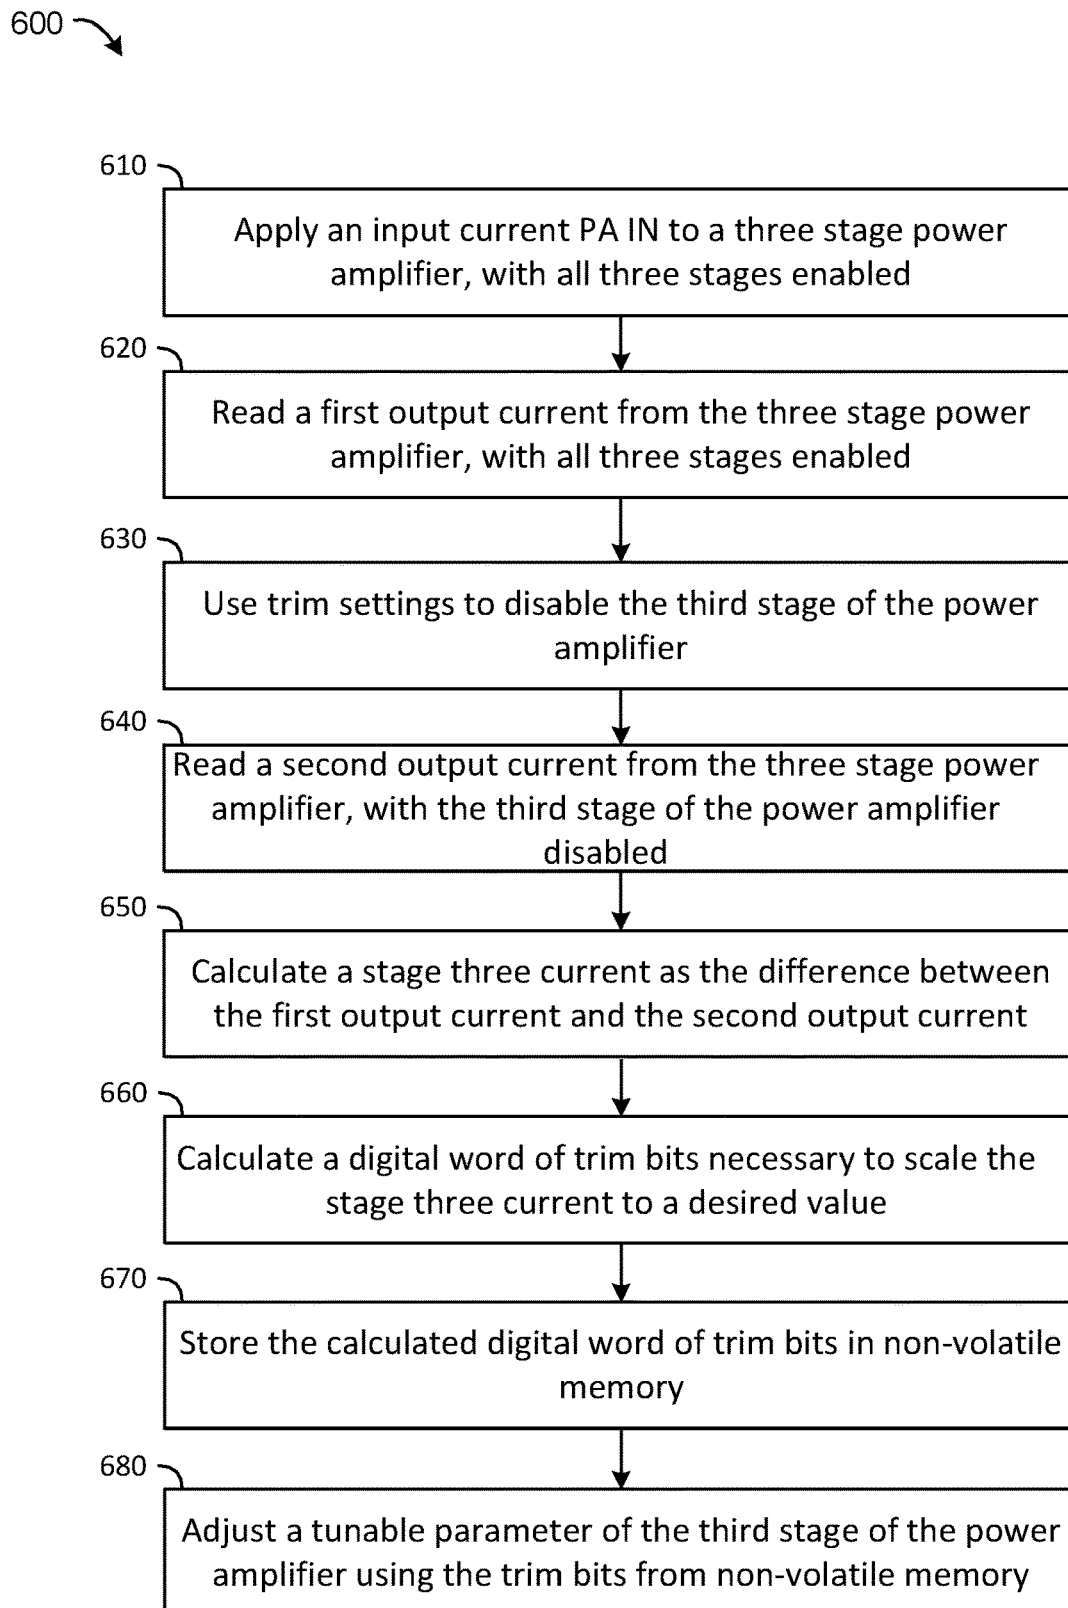 600
610
Apply an input current PA IN to a three stage power
amplifier, with all three stages enabled
620
Read a first output current from the three stage power
amplifier, with all three stages enabled
630
Use trim settings to disable the third stage of the power
amplifier
640
Read a second output current from the three stage power
amplifier, with the third stage of the power amplifier
disabled
650
Calculate a stage three current as the difference between
the first output current and the second output current
660
Calculate a digital word of trim bits necessary to scale the
stage three current to a desired value
670
Store the calculated digital word of trim bits in non-volatile
memory
680
Adjust a tunable parameter of the third stage of the power
amplifier using the trim bits from non-volatile memory